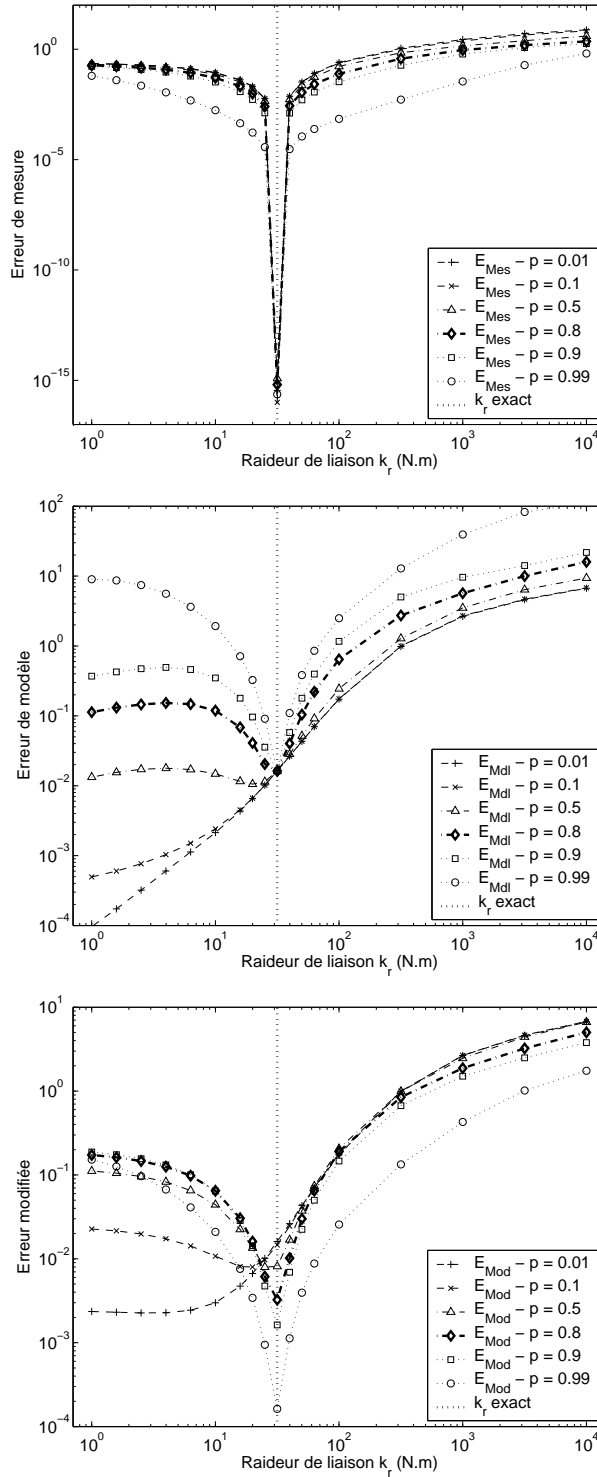 10^0
10^-5
10^-10
10^-15
Erreur de mesure
E_Mes − p = 0.01
E_Mes − p = 0.1
E_Mes − p = 0.5
E_Mes − p = 0.8
E_Mes − p = 0.9
E_Mes − p = 0.99
k_r exact
10^0 10^1 10^2 10^3 10^4
Raideur de liaison k_r (N.m)
10^2
10^1
10^0
10^-1
10^-2
10^-3
10^-4
Erreur de modèle
E_Mdl − p = 0.01
E_Mdl − p = 0.1
E_Mdl − p = 0.5
E_Mdl − p = 0.8
E_Mdl − p = 0.9
E_Mdl − p = 0.99
k_r exact
10^0 10^1 10^2 10^3 10^4
Raideur de liaison k_r (N.m)
10^1
10^0
10^-1
10^-2
10^-3
10^-4
Erreur modifiée
E_Mod − p = 0.01
E_Mod − p = 0.1
E_Mod − p = 0.5
E_Mod − p = 0.8
E_Mod − p = 0.9
E_Mod − p = 0.99
k_r exact
10^0 10^1 10^2 10^3 10^4
Raideur de liaison k_r (N.m)